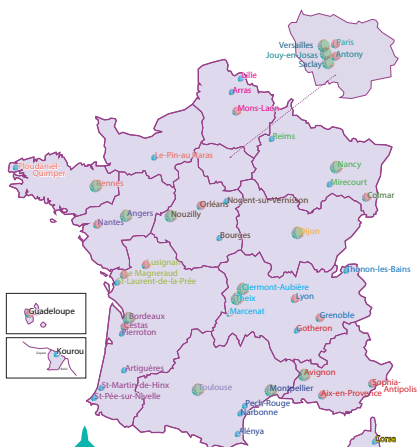 Versailles
Paris
Jouy-en-Josas
Antony
Saclay
Lille
Arras
Mons-Laon
Reims
Le-Pin-au Haras
Ploudaniel-
Quimper
Rennes
Nancy
Mirecourt
Colmar
Orléans
Nogent-sur-Vernisson
Angers
Nouzilly
Nantes
Bourges
Dijon
Lusignan
Le Magneraud
St-Laurent-de-la-Prée
Thonon-les-Bains
Clermont-Aubière
Theix
Lyon
Marcenat
Grenoble
Guadeloupe
Bordeaux
Cestas
Pierroton
Gotheron
Kourou
Artiguères
Avignon
Sophia-
Antipolis
St-Martin-de-Hinx
Toulouse
Montpellier
Aix-en-Provence
St-Pée-sur-Nivelle
Pech-Rouge
Narbonne
Alénya
Corse